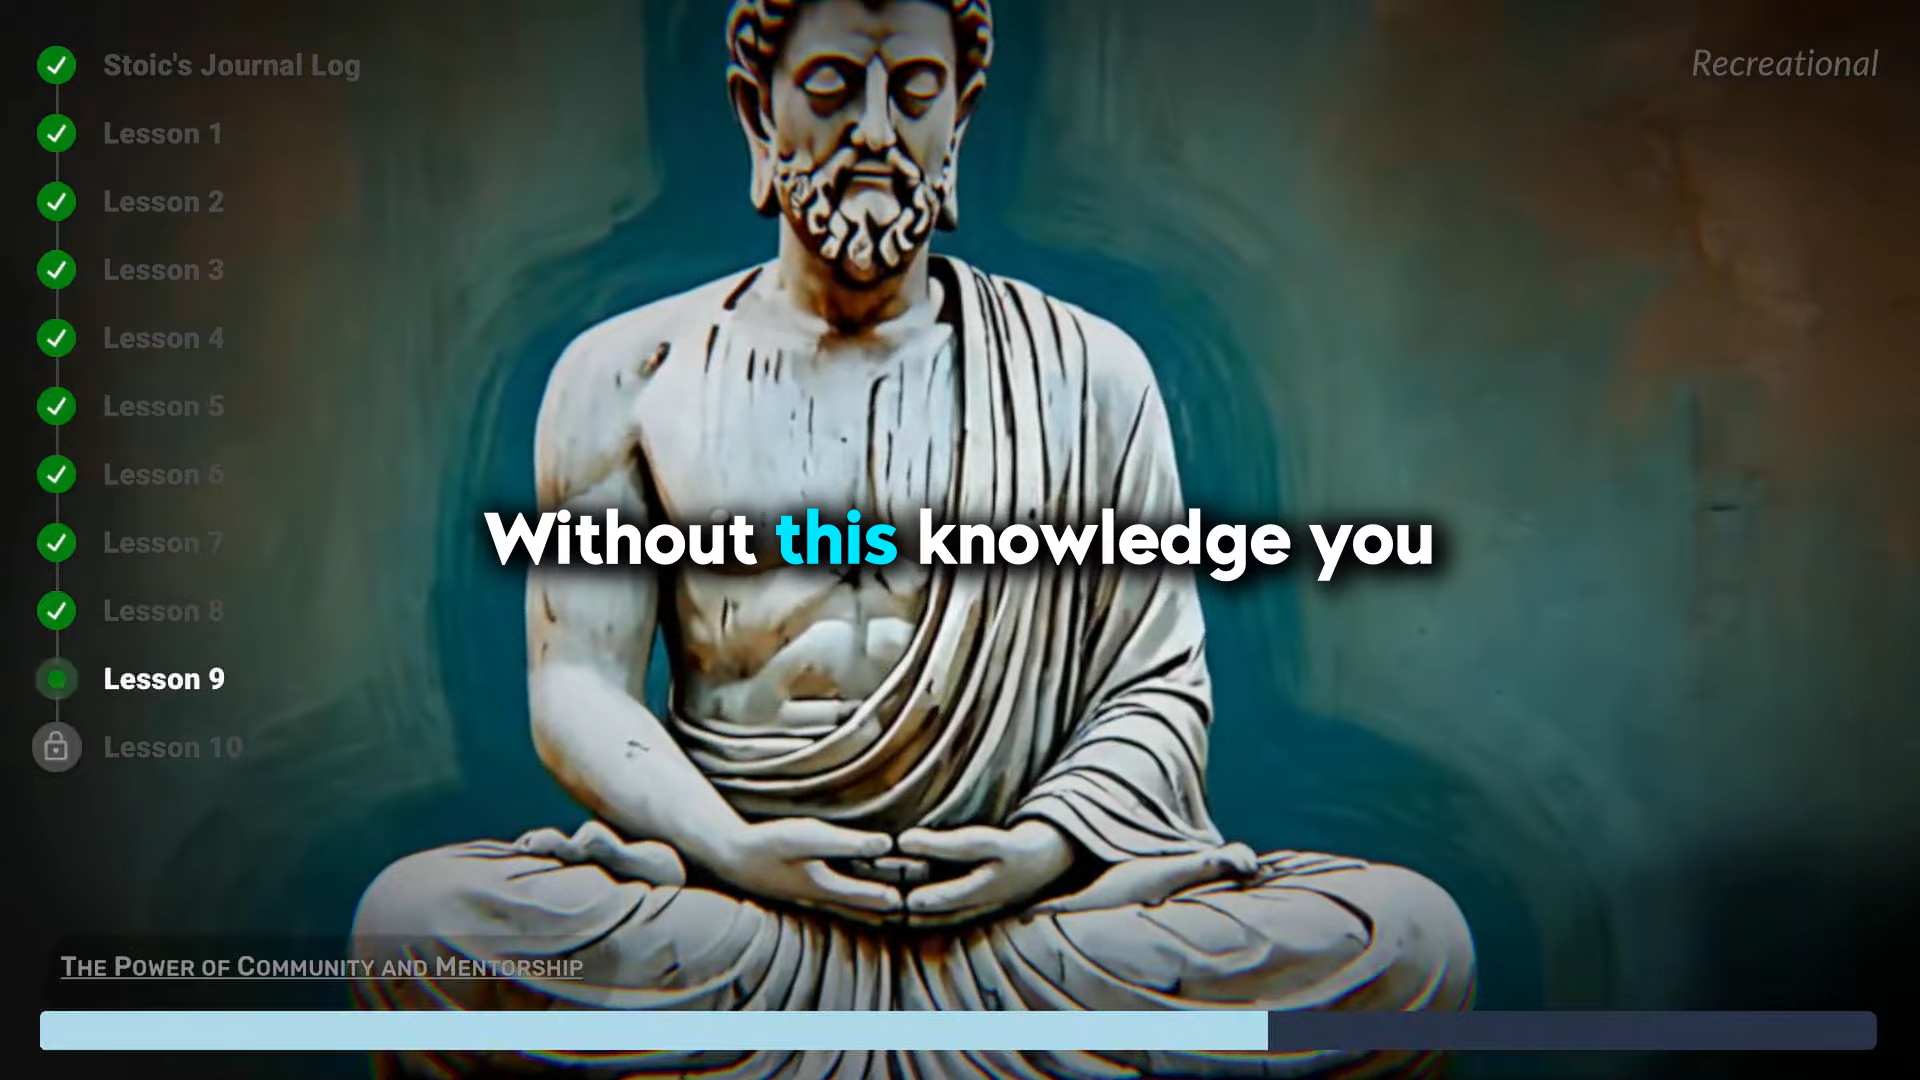 Stoic's Journal Log
Recreational
Lesson 1
Lesson 2
Lesson 3
Lesson 4
Lesson 5
Lesson 6
Lesson 7
Without this knowledge you
Lesson 8
Lesson 9
Lesson 10
The Power of Community and Mentorship